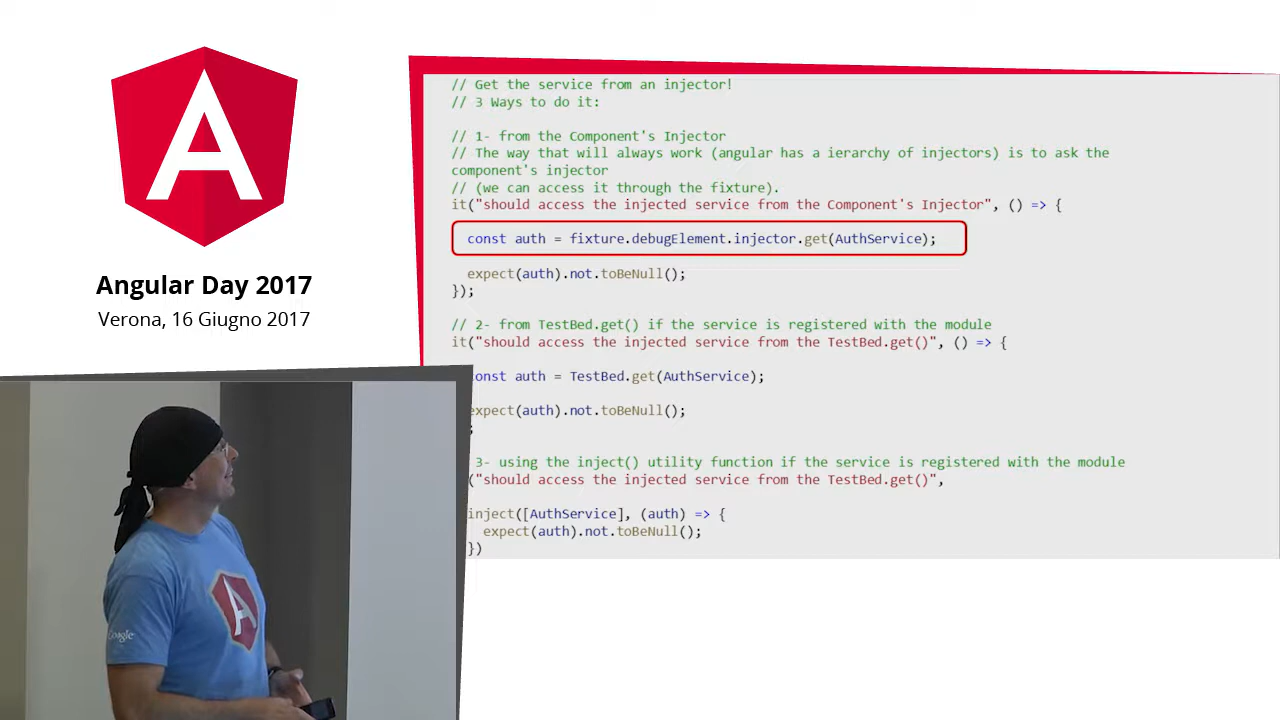 Angular Day 2017
Verona, 16 Giugno 2017
// Get the service from an injector!
// 3 Ways to do it:
// 1- from the Component's Injector
// The way that will always work (angular has a ierarchy of injectors) is to ask the
component's injector
// (we can access it through the fixture).
it("should access the injected service from the Component's Injector", () => {
const auth = fixture.debugElement.injector.get(AuthService);
expect(auth).not.toBeNull();
});
// 2- from TestBed.get() if the service is registered with the module
it("should access the injected service from the TestBed.get()", () => {
onst auth = TestBed.get(AuthService);
xpect(auth).not.toBeNull();
;
3- using the inject() utility function if the service is registered with the module
("should access the injected service from the TestBed.get()",
inject([AuthService], (auth) => {
expect(auth).not.toBeNull();
})
A
Google